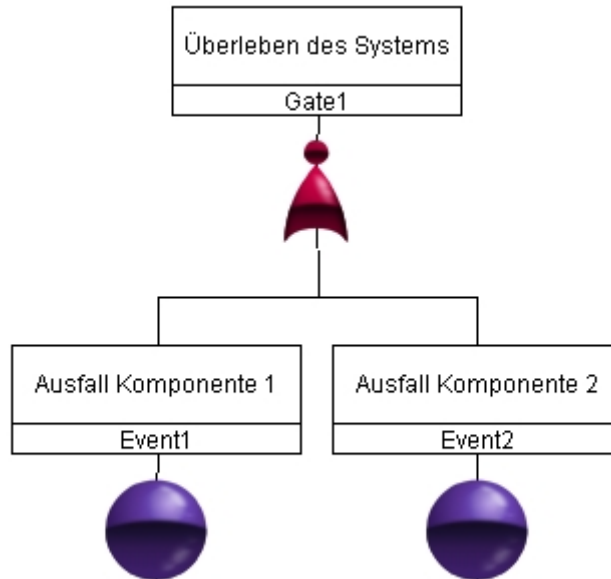 Überleben des Systems
Gate1
Ausfall Komponente 1
Event1
Ausfall Komponente 2
Event2